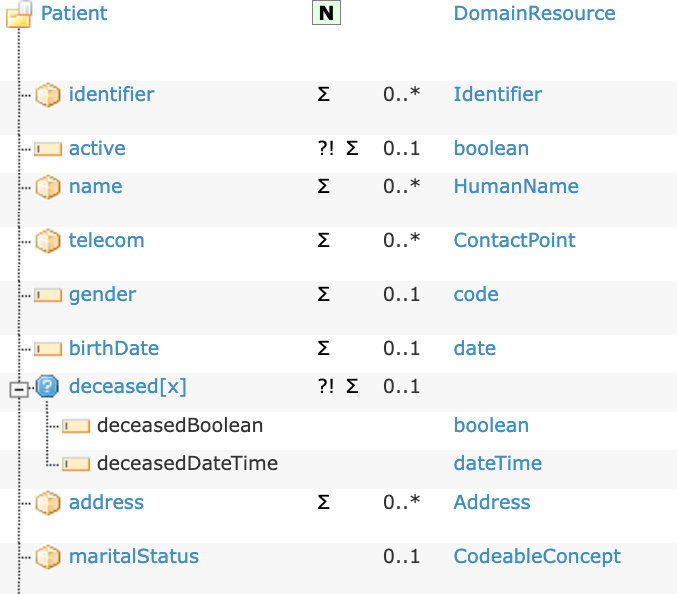 Patient N DomainResource
identifier Σ 0..* Identifier
active ?! Σ 0..1 boolean
name Σ 0..* HumanName
telecom Σ 0..* ContactPoint
gender Σ 0..1 code
birthDate Σ 0..1 date
deceased[x] ?! Σ 0..1
deceasedBoolean boolean
deceasedDateTime dateTime
address Σ 0..* Address
maritalStatus 0..1 CodeableConcept